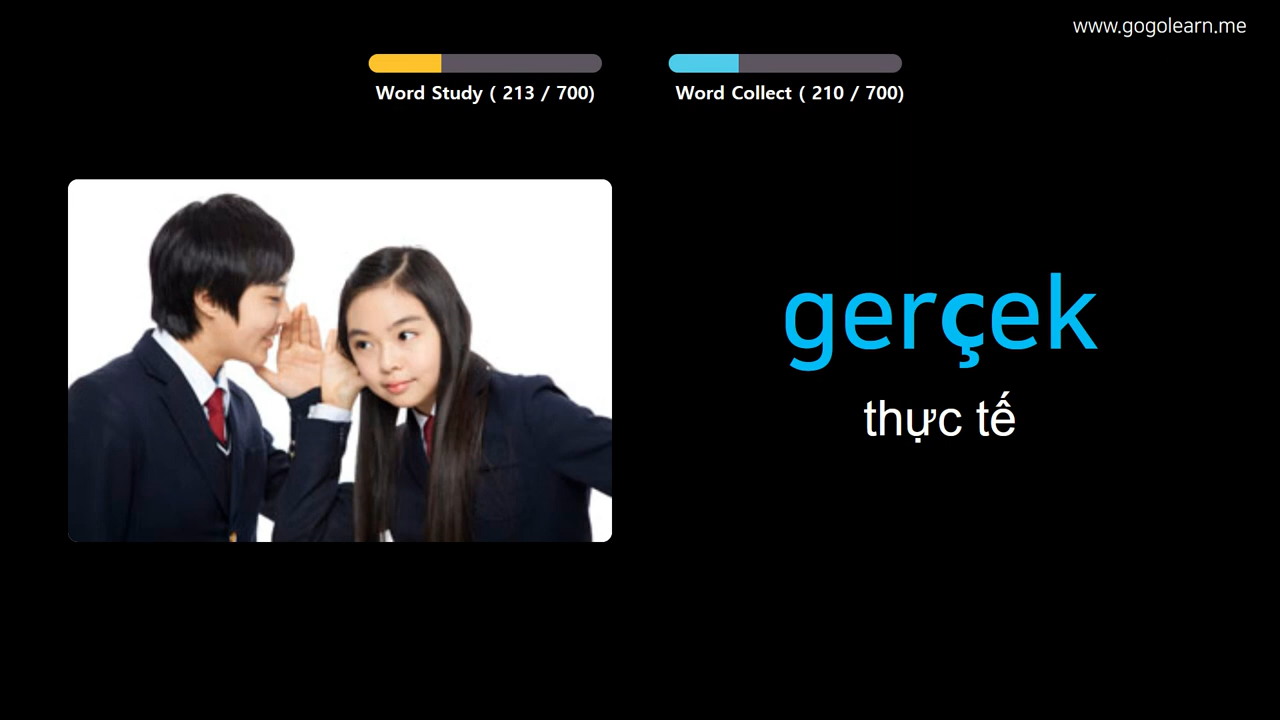 www.gogolearn.me
Word Study ( 213 / 700)
Word Collect ( 210 / 700)
gerçek
thực tế